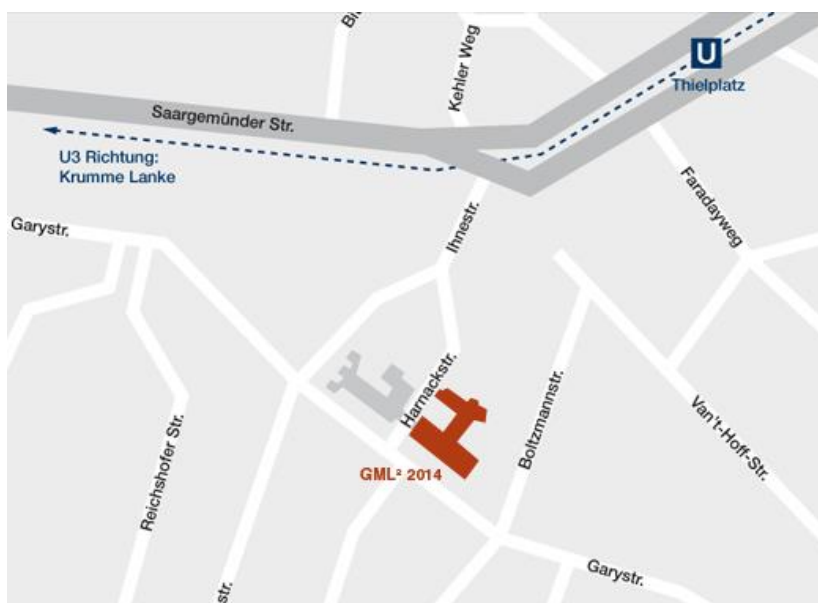 Kehler Weg
U
Thielplatz
Saargemünder Str.
U3 Richtung:
Krumme Lanke
Garystr.
Ihnestr.
Faradayweg
Harnackstr.
Boltzmannstr.
Van't-Hoff-Str.
GML² 2014
Reichshofer Str.
Garystr.
str.